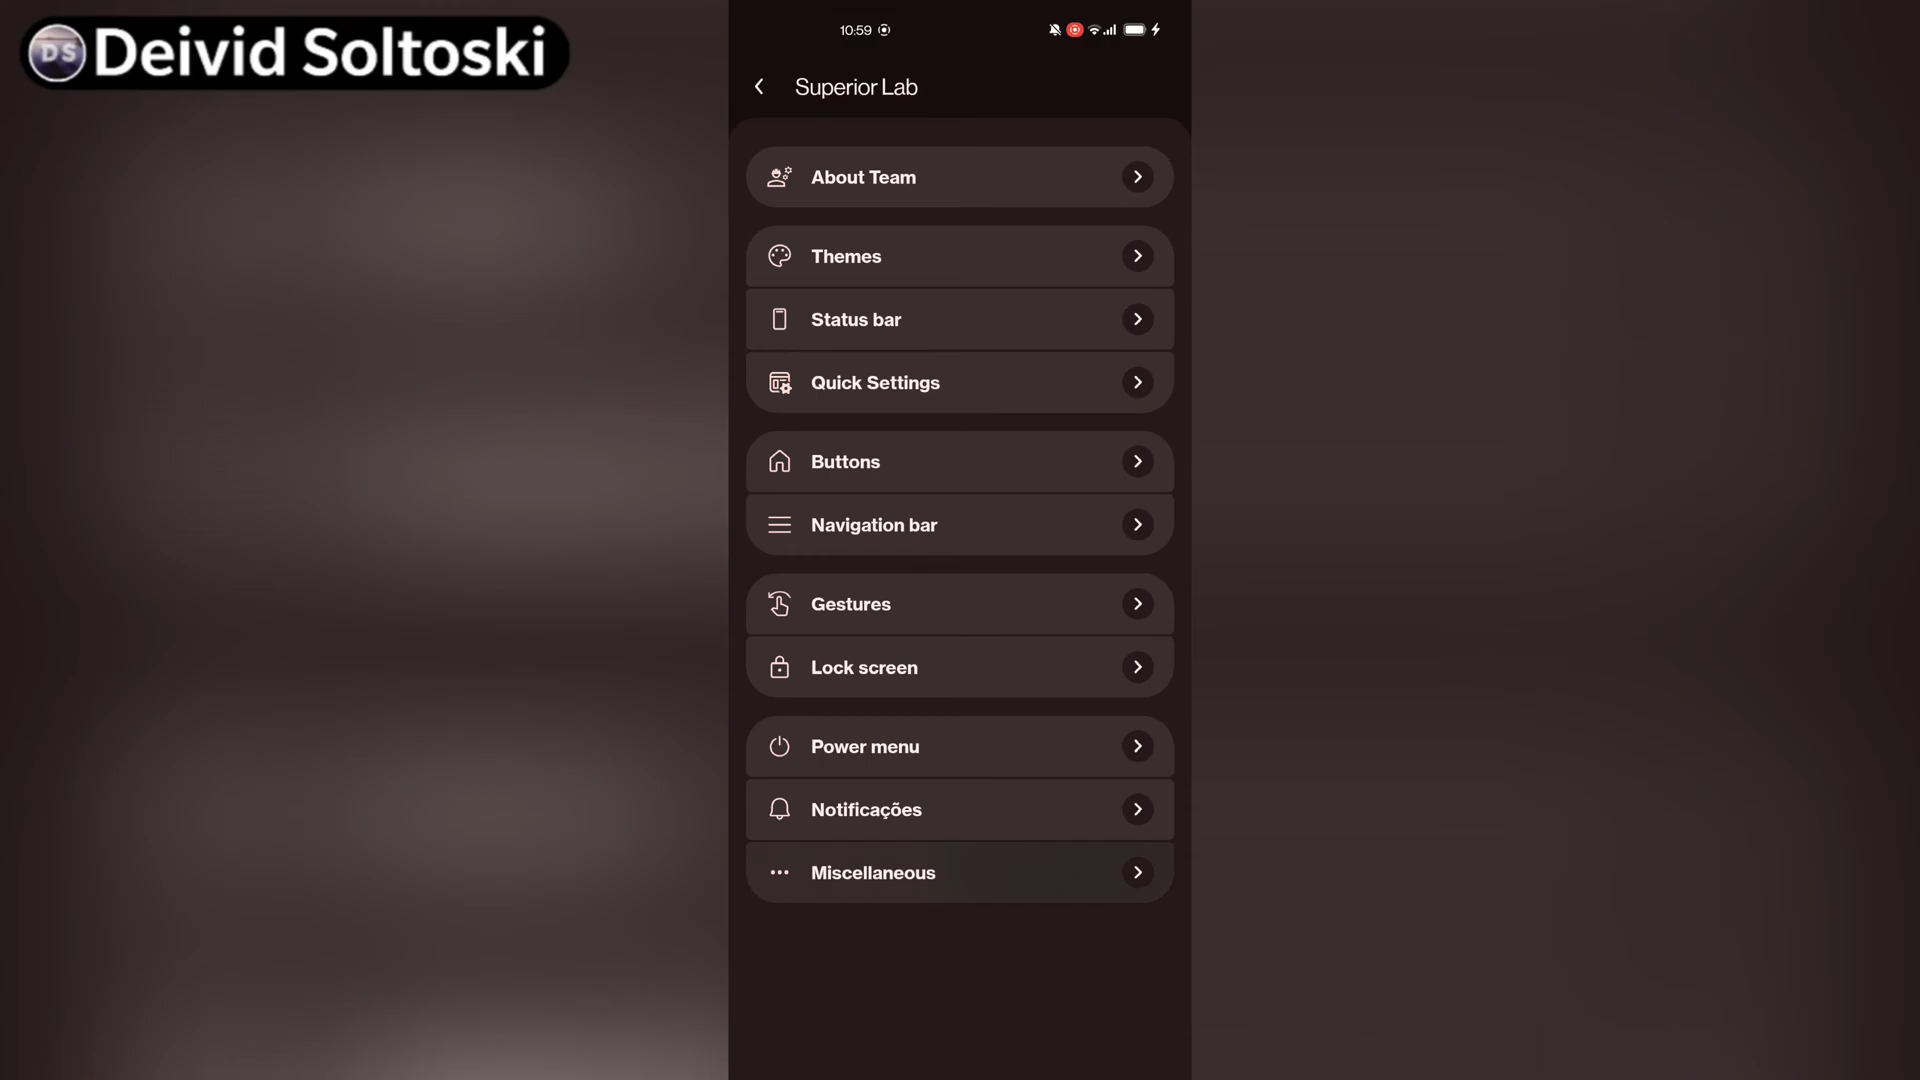 DS Deivid Soltoski
10:59
Superior Lab
About Team
Themes
Status bar
Quick Settings
Buttons
Navigation bar
Gestures
Lock screen
Power menu
Notificações
Miscellaneous